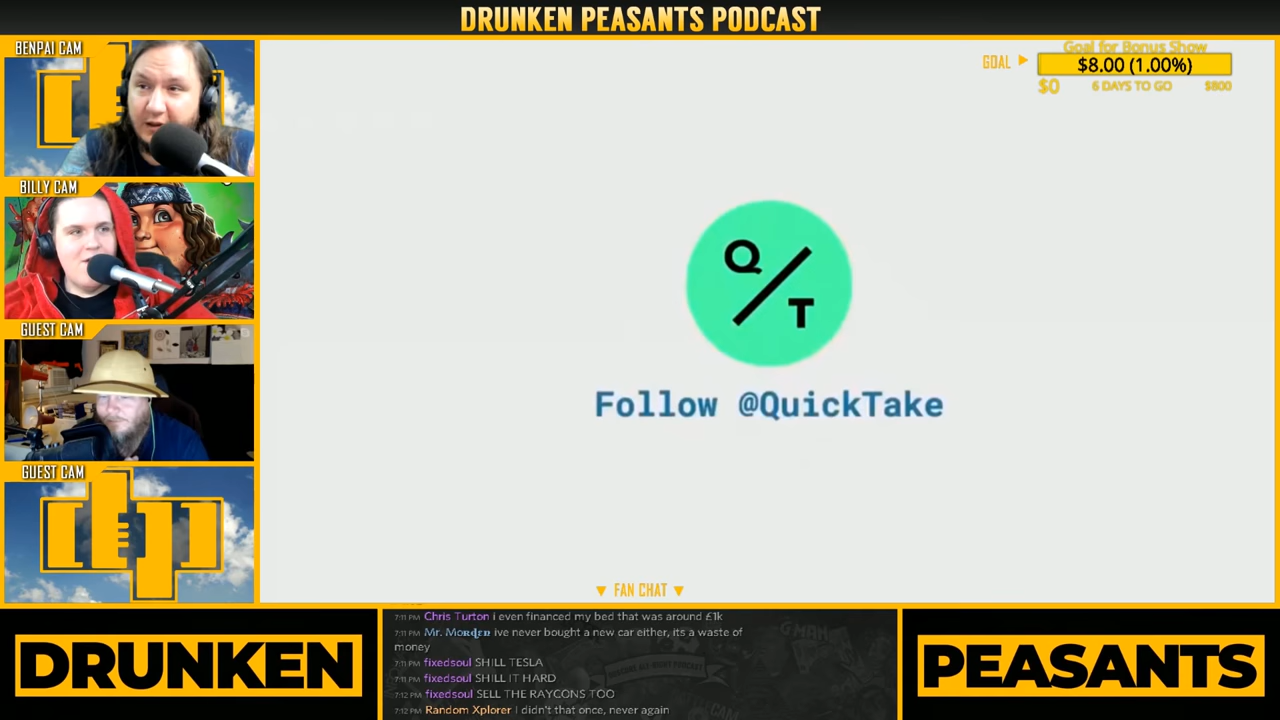 DRUNKEN PEASANTS PODCAST
BENPAI CAM
BILLY CAM
GUEST CAM
GUEST CAM
GOAL
Goal for Bonus Show
$8.00 (1.00%)
$0 6 DAYS TO GO $800
Q/T
Follow @QuickTake
FAN CHAT
7:11 PM Chris Turton i even financed my bed that was around £1k
7:11 PM Mr. Morden ive never bought a new car either, its a waste of
money
7:11 PM fixedsoul SHILL TESLA
7:11 PM fixedsoul SHILL IT HARD
7:12 PM fixedsoul SELL THE RAYCONS TOO
7:12 PM Random Xplorer I didn't that once, never again
DRUNKEN
PEASANTS